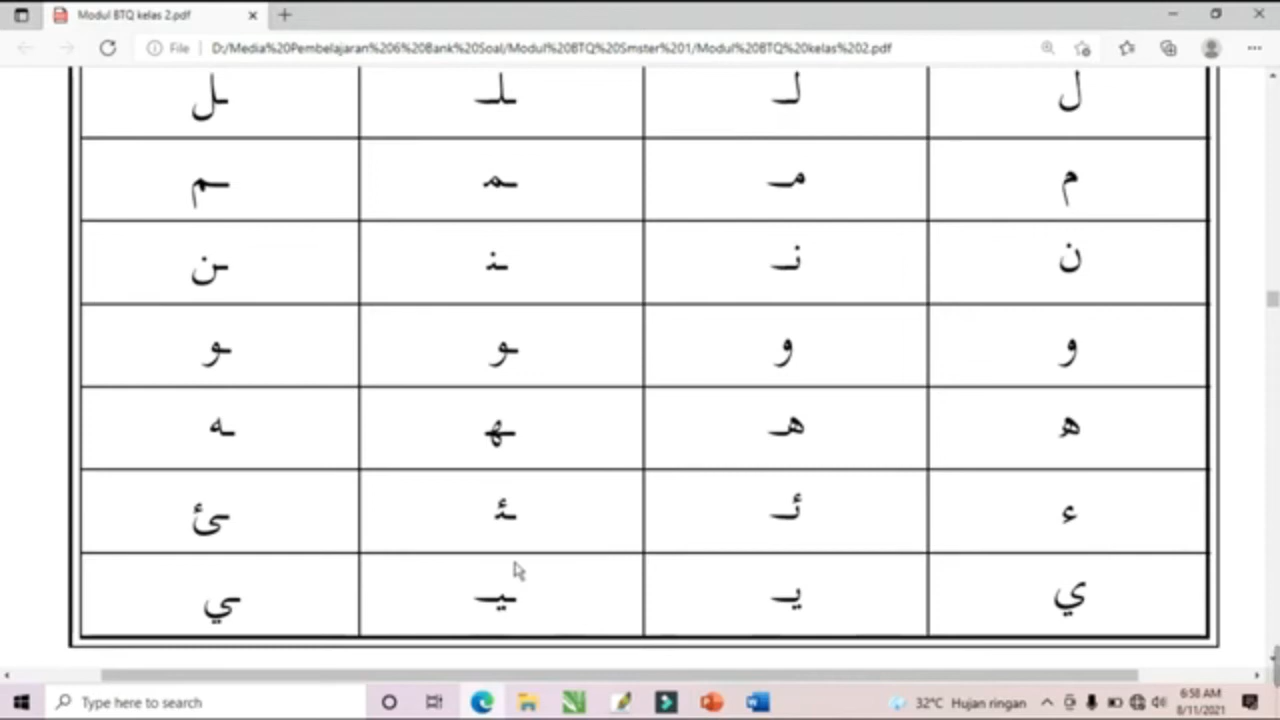 Modul BTQ kelas 2.pdf
File D:/Media%20Pembelajaran%206%20Bank%20Soal/Modul%20BTQ%20Smster%201/Modul%20BTQ%20kelas%202.pdf
ل لـ ـلـ ـل
م مـ ـمـ ـم
ن نـ ـنـ ـن
و و ـو ـو
ه هـ ـهـ ـه
ء ئـ ـئـ ـئ
ي يـ ـيـ ـي
Type here to search
32°C Hujan ringan
6:58 AM
8/11/2021